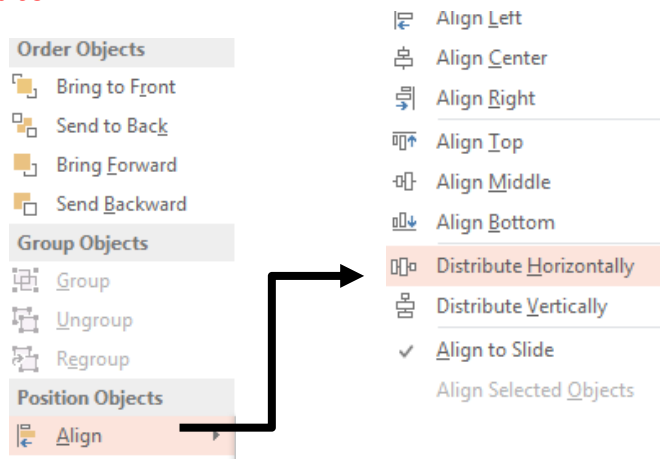 Order Objects
Bring to Front
Send to Back
Bring Forward
Send Backward
Group Objects
Group
Ungroup
Regroup
Position Objects
Align
Align Left
Align Center
Align Right
Align Top
Align Middle
Align Bottom
Distribute Horizontally
Distribute Vertically
Align to Slide
Align Selected Objects